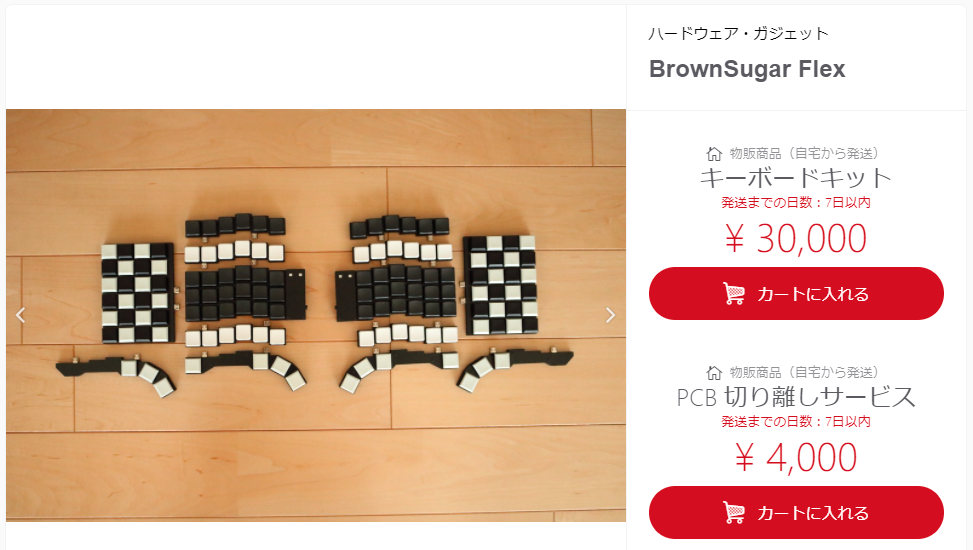 ハードウェア・ガジェット
BrownSugar Flex
物販商品（自宅から発送）
キーボードキット
発送までの日数：7日以内
¥ 30,000
カートに入れる
物販商品（自宅から発送）
PCB 切り離しサービス
発送までの日数：7日以内
¥ 4,000
カートに入れる